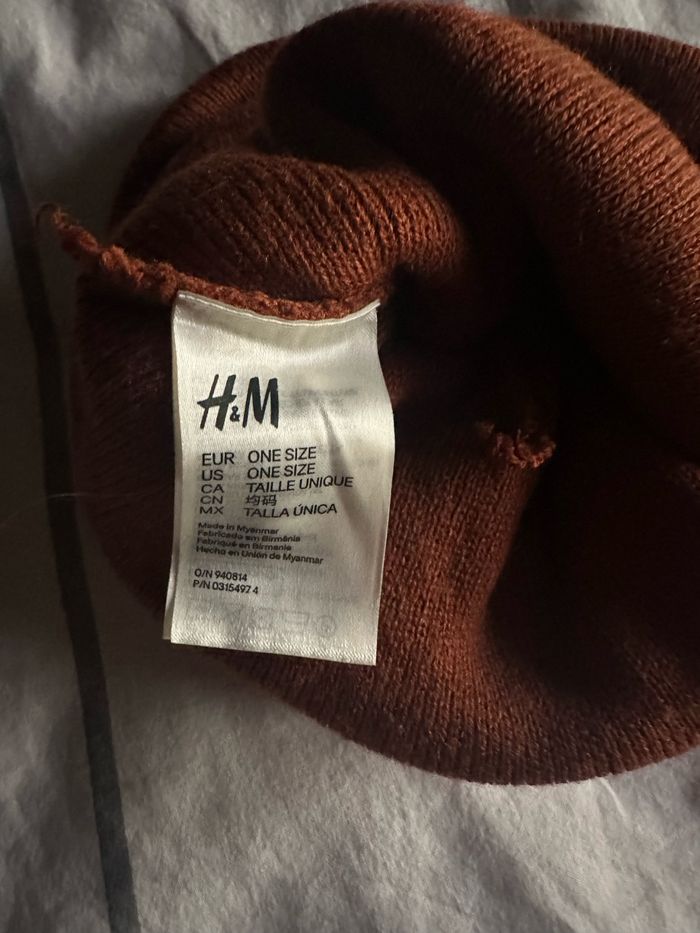 H&M
EUR ONE SIZE
US ONE SIZE
CA TAILLE UNIQUE
CN 均码
MX TALLA ÚNICA
Made in Myanmar
Fabricado em Birmânia
Fabriqué en Birmanie
Hecho en Unión de Myanmar
O/N 940814
P/N 0315497 4